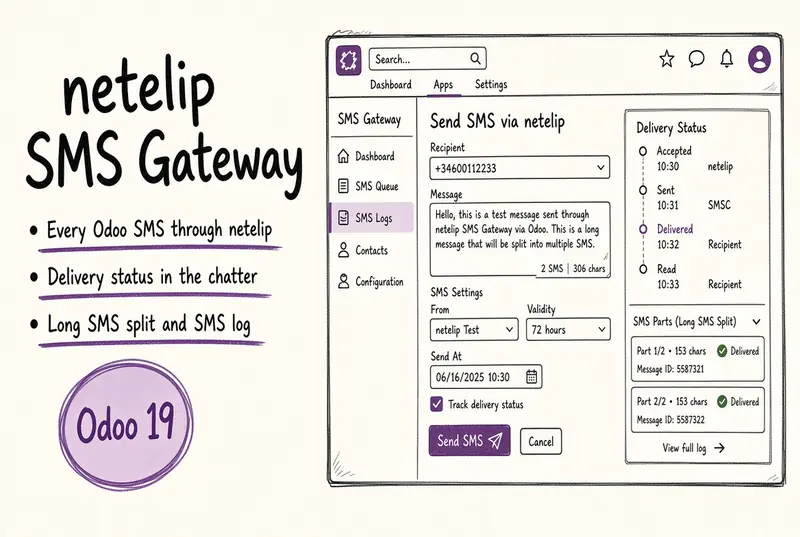 netelip
SMS Gateway
• Every Odoo SMS through netelip
• Delivery status in the chatter
• Long SMS split and SMS log
Odoo 19
Search...
Dashboard Apps Settings
SMS Gateway
Dashboard
SMS Queue
SMS Logs
Contacts
Configuration
Send SMS via netelip
Recipient
+34600112233
Message
Hello, this is a test message sent through
netelip SMS Gateway via Odoo. This is a long
message that will be split into multiple SMS.
2 SMS | 306 chars
SMS Settings
From Validity
netelip Test 72 hours
Send At
06/16/2025 10:30
Track delivery status
Send SMS Cancel
Delivery Status
Accepted
10:30 netelip
Sent
10:31 SMSC
Delivered
10:32 Recipient
Read
10:33 Recipient
SMS Parts (Long SMS Split)
Part 1/2 • 153 chars Delivered
Message ID: 5587321
Part 2/2 • 153 chars Delivered
Message ID: 5587322
View full log →